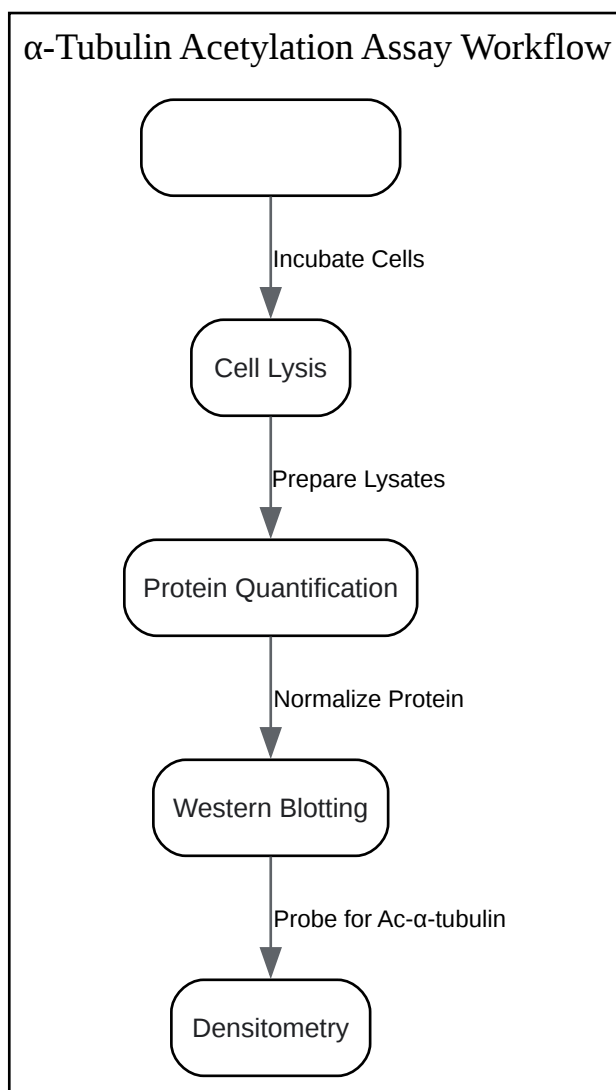 α-Tubulin Acetylation Assay Workflow
Incubate Cells
Cell Lysis
Prepare Lysates
Protein Quantification
Normalize Protein
Western Blotting
Probe for Ac-α-tubulin
Densitometry